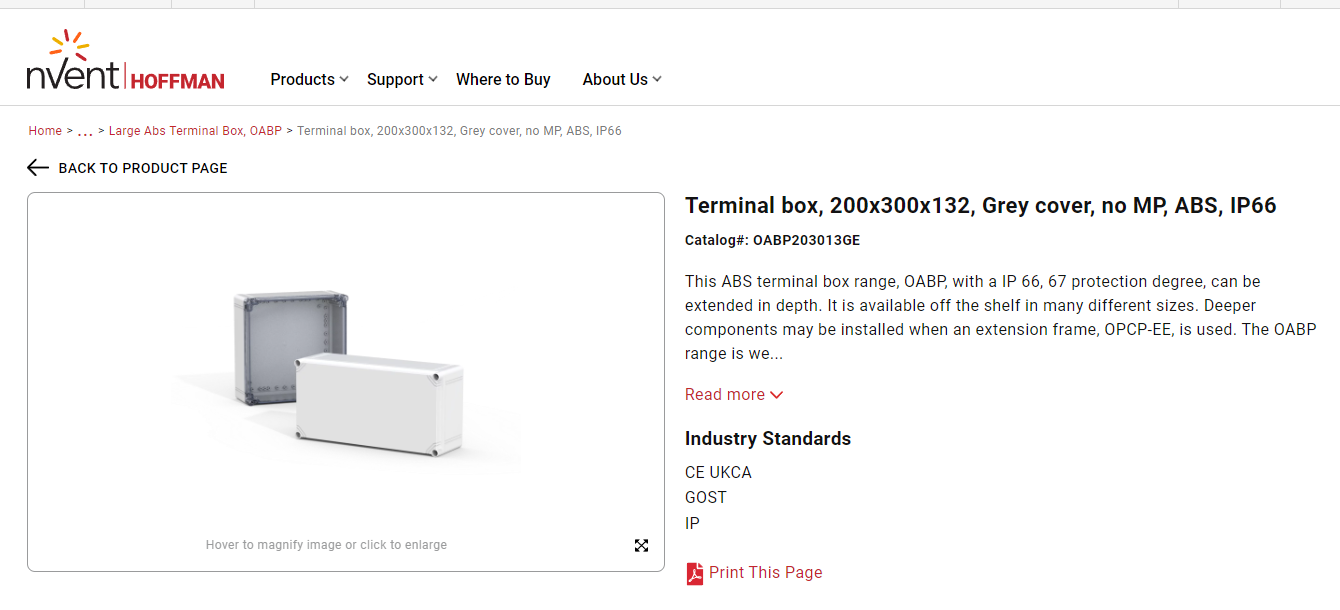 nVent HOFFMAN
Products Support Where to Buy About Us
Home > ... > Large Abs Terminal Box, OABP > Terminal box, 200x300x132, Grey cover, no MP, ABS, IP66
BACK TO PRODUCT PAGE
Hover to magnify image or click to enlarge
Terminal box, 200x300x132, Grey cover, no MP, ABS, IP66
Catalog#: OABP203013GE
This ABS terminal box range, OABP, with a IP 66, 67 protection degree, can be
extended in depth. It is available off the shelf in many different sizes. Deeper
components may be installed when an extension frame, OPCP-EE, is used. The OABP
range is we...
Read more
Industry Standards
CE UKCA
GOST
IP
Print This Page